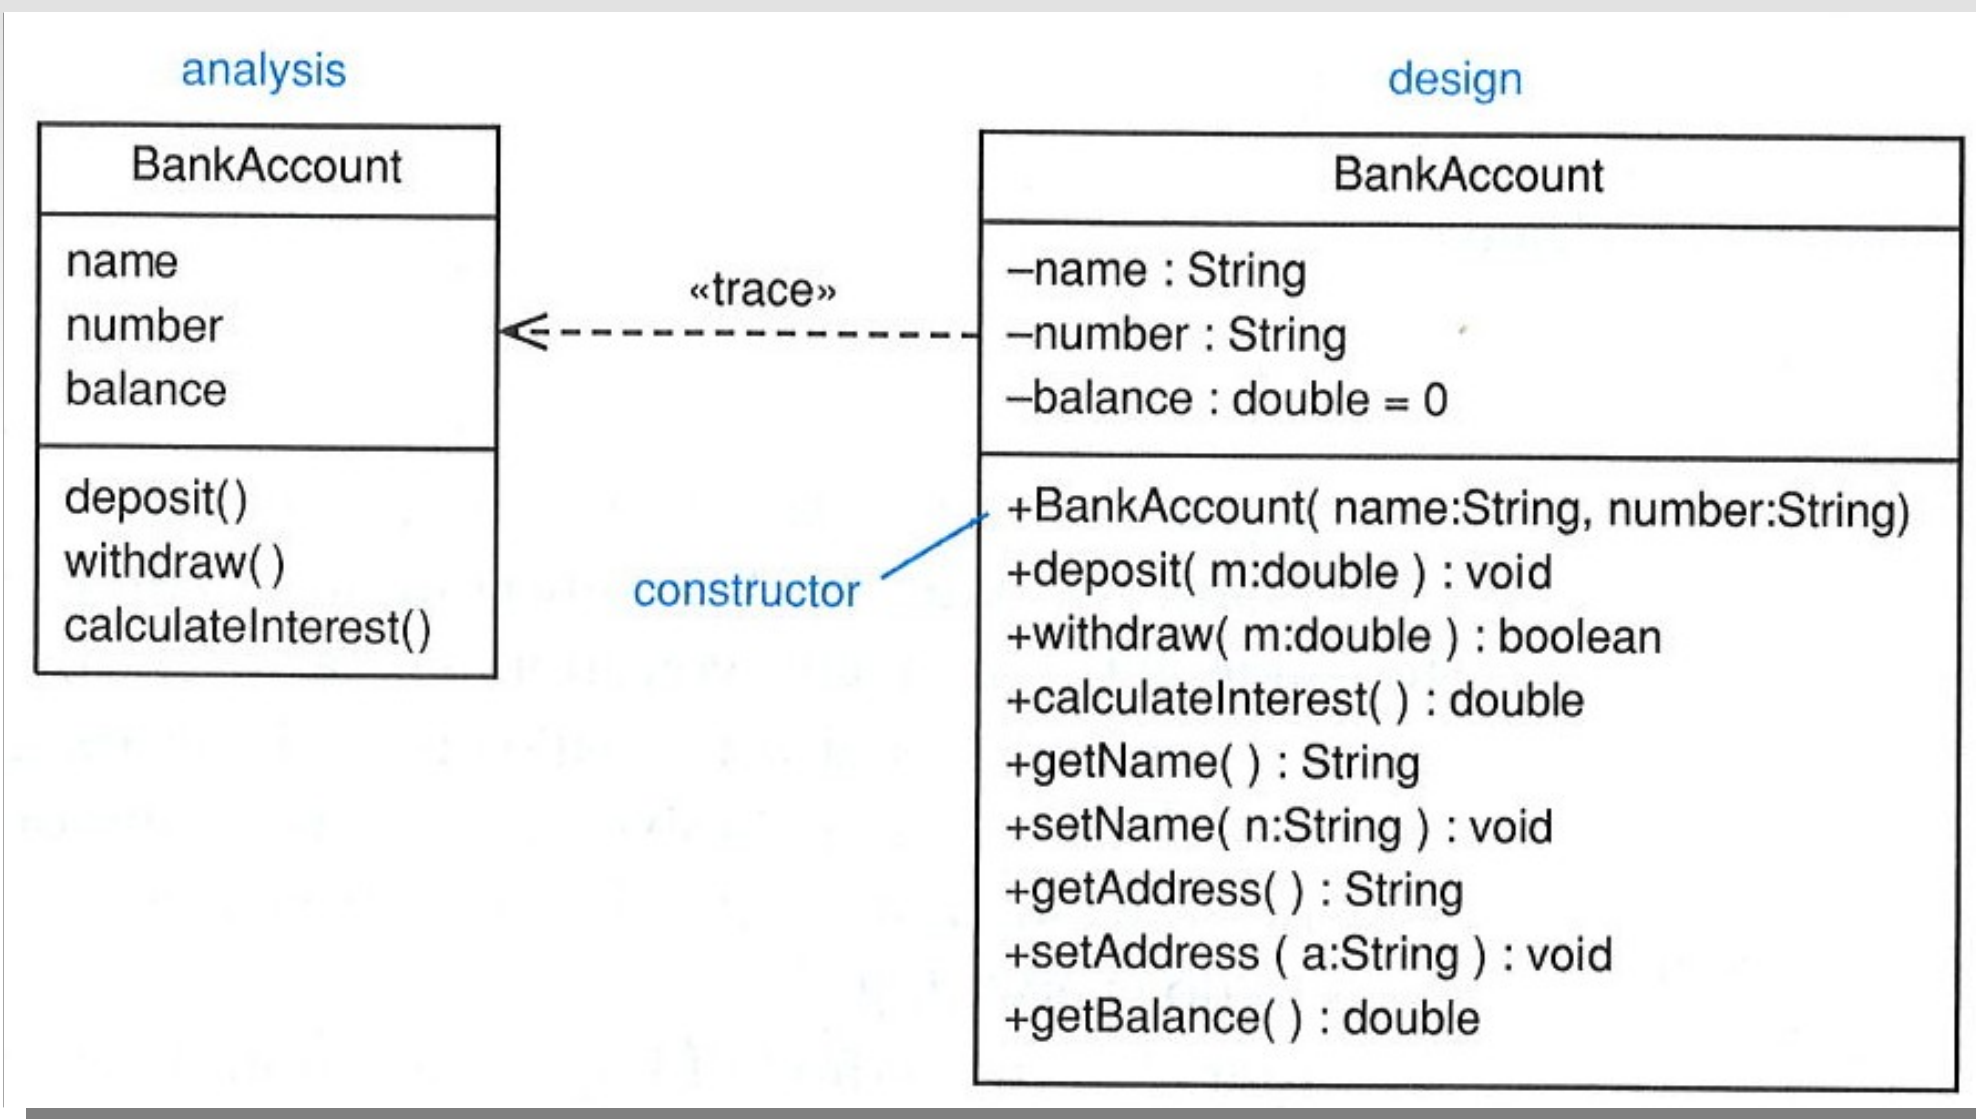 analysis
BankAccount
name
number
balance
deposit()
withdraw()
calculateInterest()
«trace»
constructor
design
BankAccount
–name : String
–number : String
–balance : double = 0
+BankAccount( name:String, number:String)
+deposit( m:double ) : void
+withdraw( m:double ) : boolean
+calculateInterest( ) : double
+getName( ) : String
+setName( n:String ) : void
+getAddress( ) : String
+setAddress ( a:String ) : void
+getBalance( ) : double